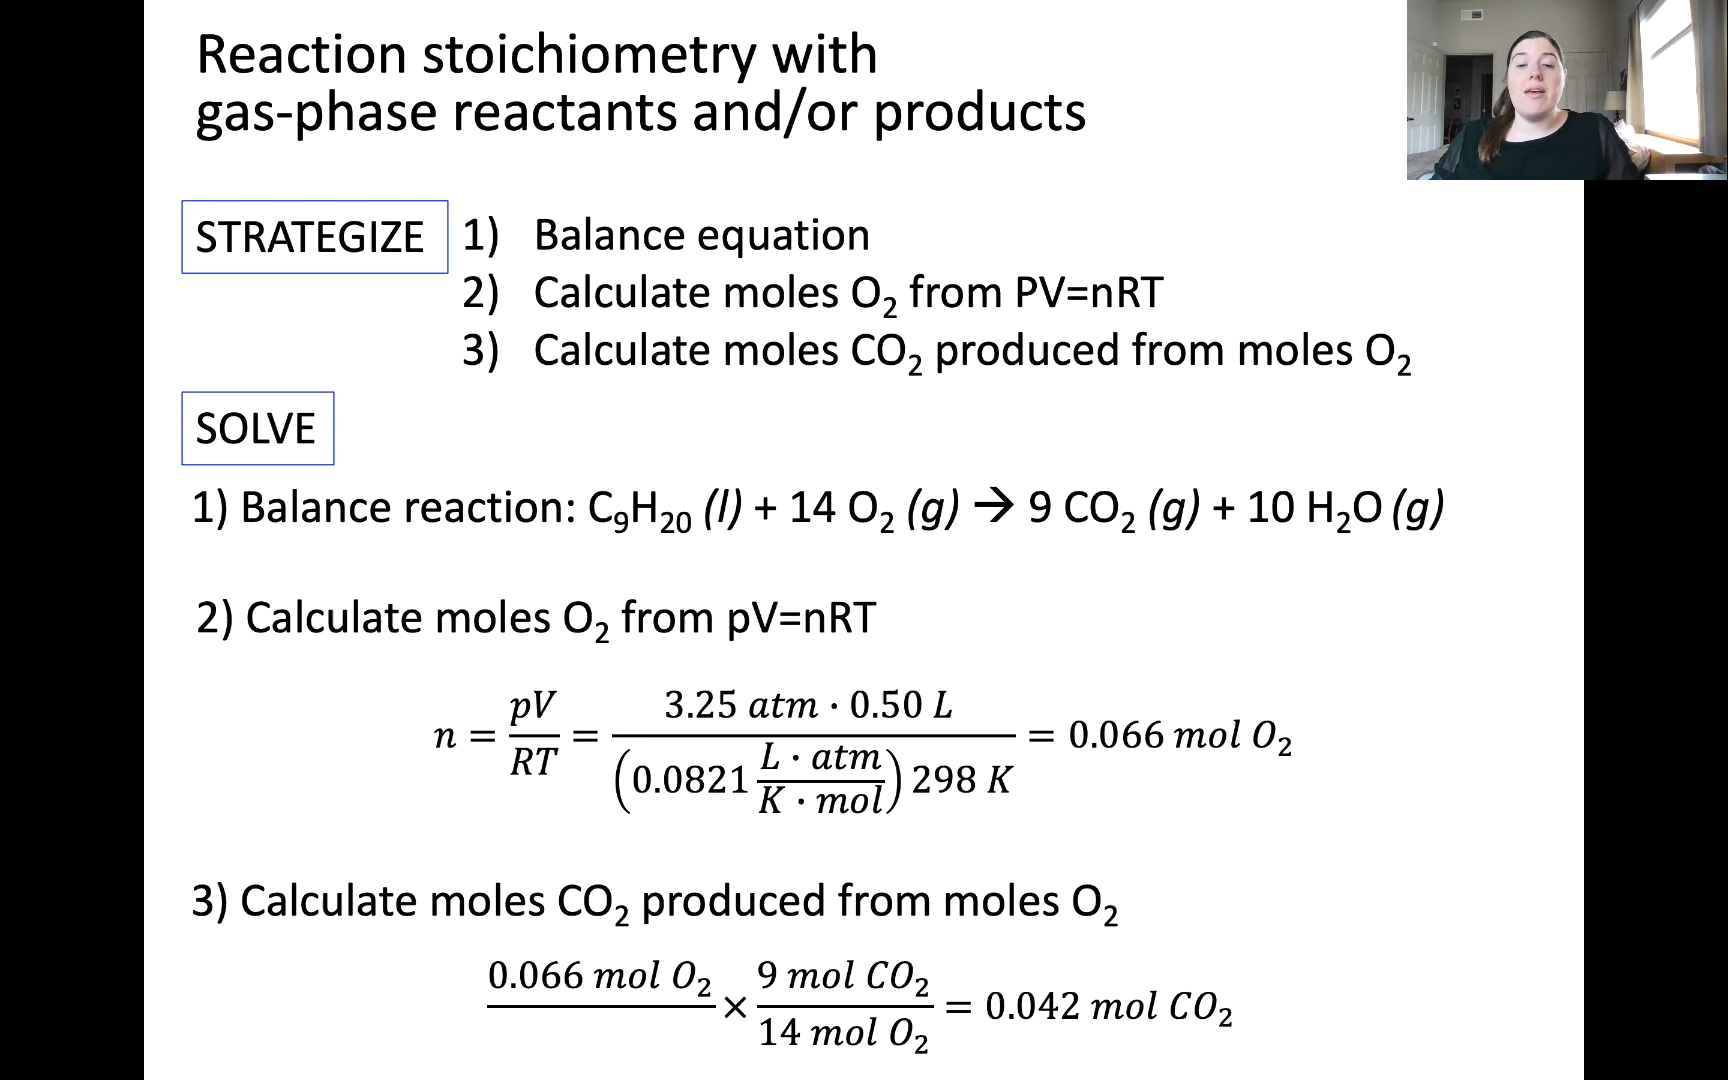 Reaction stoichiometry with
gas-phase reactants and/or products
STRATEGIZE
1) Balance equation
2) Calculate moles O₂ from PV=nRT
3) Calculate moles CO₂ produced from moles O₂
SOLVE
1) Balance reaction: C₉H₂₀ (l) + 14 O₂ (g) → 9 CO₂ (g) + 10 H₂O (g)
2) Calculate moles O₂ from pV=nRT
n = pV/RT = 3.25 atm · 0.50 L / (0.0821 L · atm / K · mol) 298 K = 0.066 mol O₂
3) Calculate moles CO₂ produced from moles O₂
0.066 mol O₂ × 9 mol CO₂ / 14 mol O₂ = 0.042 mol CO₂